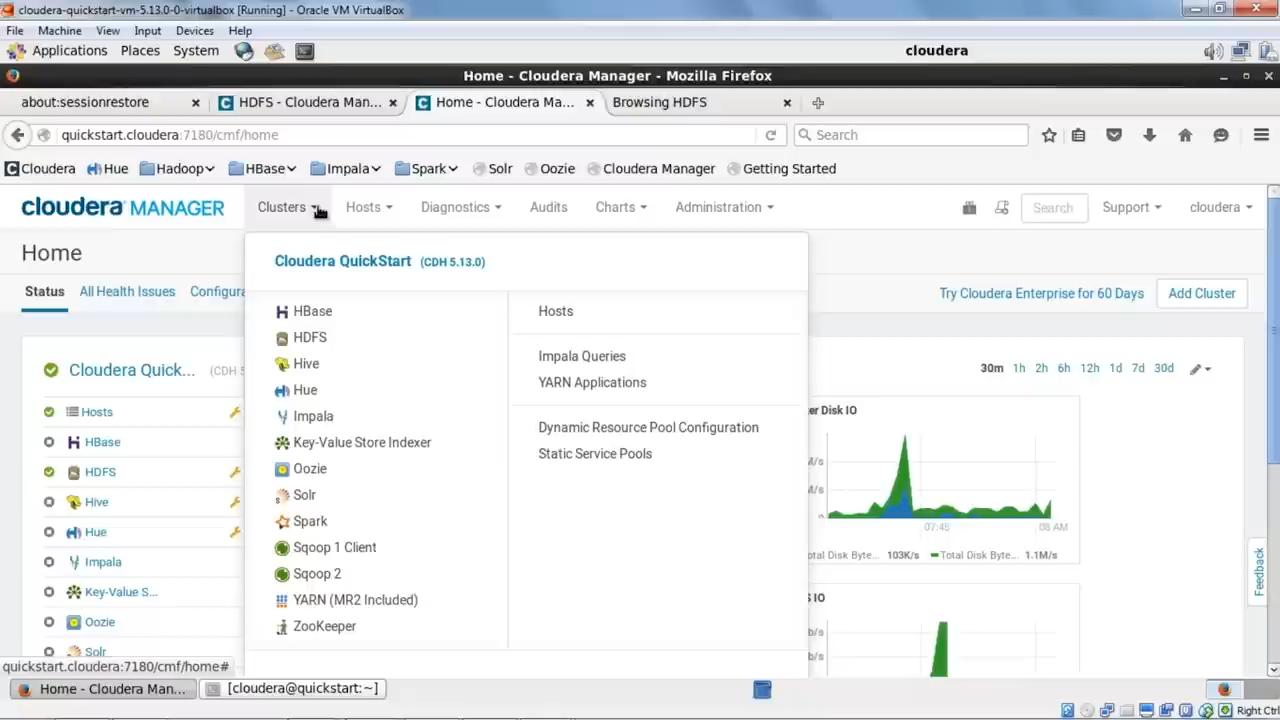 cloudera-quickstart-vm-5.13.0-0-virtualbox [Running] - Oracle VM VirtualBox
File Machine View Input Devices Help
Applications Places System cloudera
Home - Cloudera Manager - Mozilla Firefox
about:sessionrestore HDFS - Cloudera Man... Home - Cloudera Ma... Browsing HDFS
quickstart.cloudera:7180/cmf/home Search
Cloudera Hue Hadoop HBase Impala Spark Solr Oozie Cloudera Manager Getting Started
cloudera MANAGER Clusters Hosts Diagnostics Audits Charts Administration Search Support cloudera
Home
Cloudera QuickStart (CDH 5.13.0)
Status All Health Issues Configura
Try Cloudera Enterprise for 60 Days Add Cluster
HBase
HDFS
Hive
Hue
Impala
Key-Value Store Indexer
Oozie
Solr
Spark
Sqoop 1 Client
Sqoop 2
YARN (MR2 Included)
ZooKeeper
Hosts
Impala Queries
YARN Applications
Dynamic Resource Pool Configuration
Static Service Pools
Cloudera Quick... (CDH 5
Hosts
HBase
HDFS
Hive
Hue
Impala
Key-Value S...
Oozie
Solr
30m 1h 2h 6h 12h 1d 7d 30d
er Disk IO
M/s
M/s
07:45 08 AM
otal Disk Byte... 103K/s Total Disk Byte... 1.1M/s
S IO
b/s
b/s
Feedback
quickstart.cloudera:7180/cmf/home#
Home - Cloudera Man... [cloudera@quickstart:~]
Right Ctrl